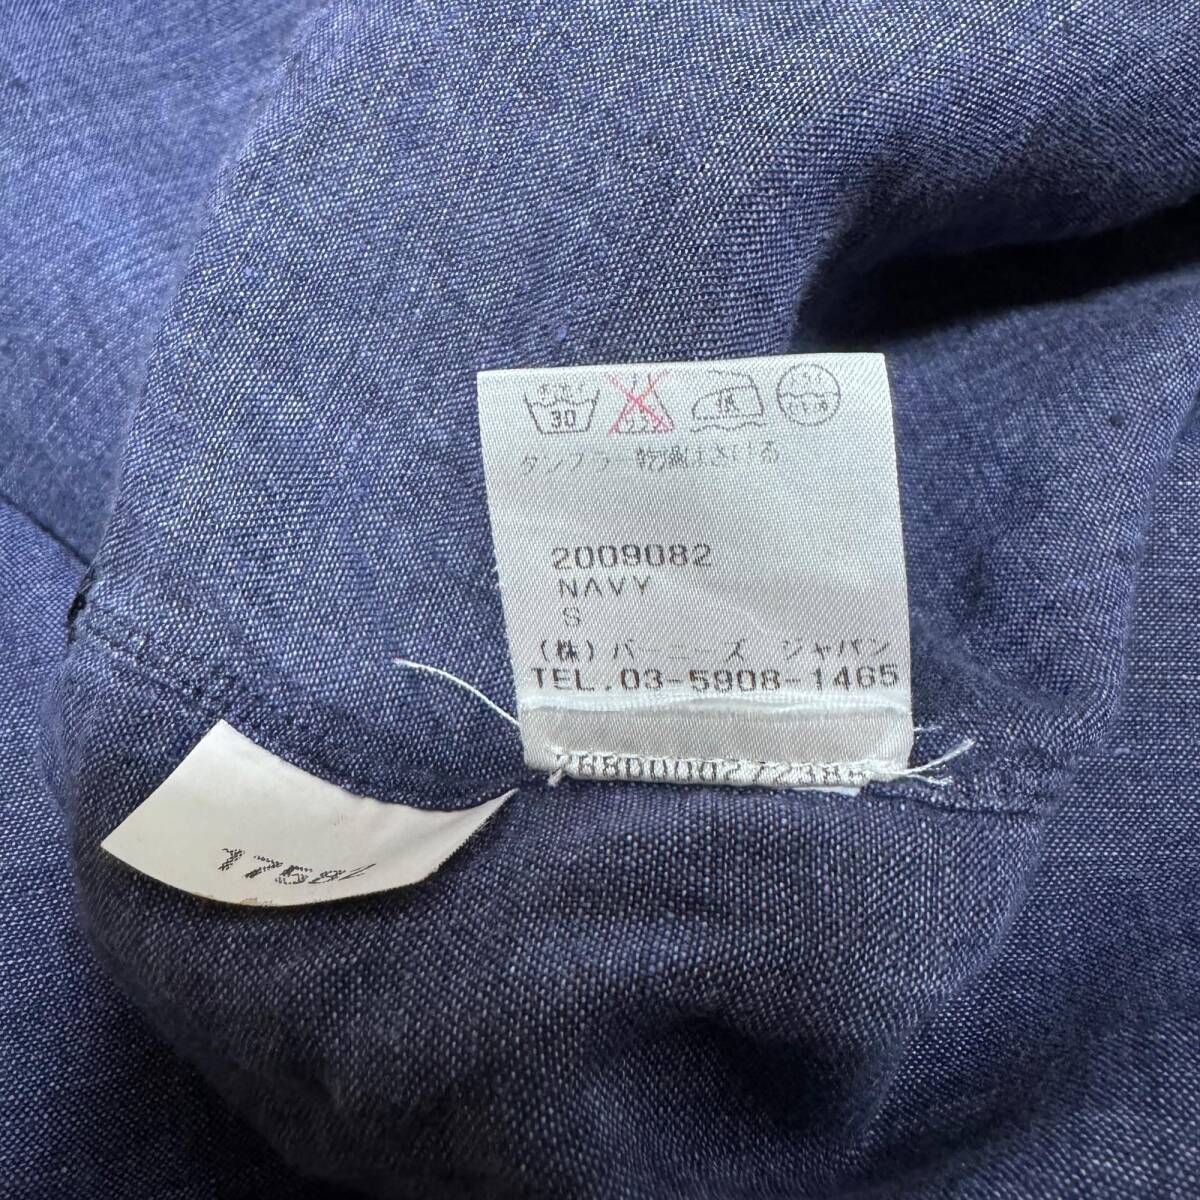 30
タンブラー乾燥はさける
2009082
NAVY
S
(株)バーニーズ ジャパン
TEL.03-5908-1465